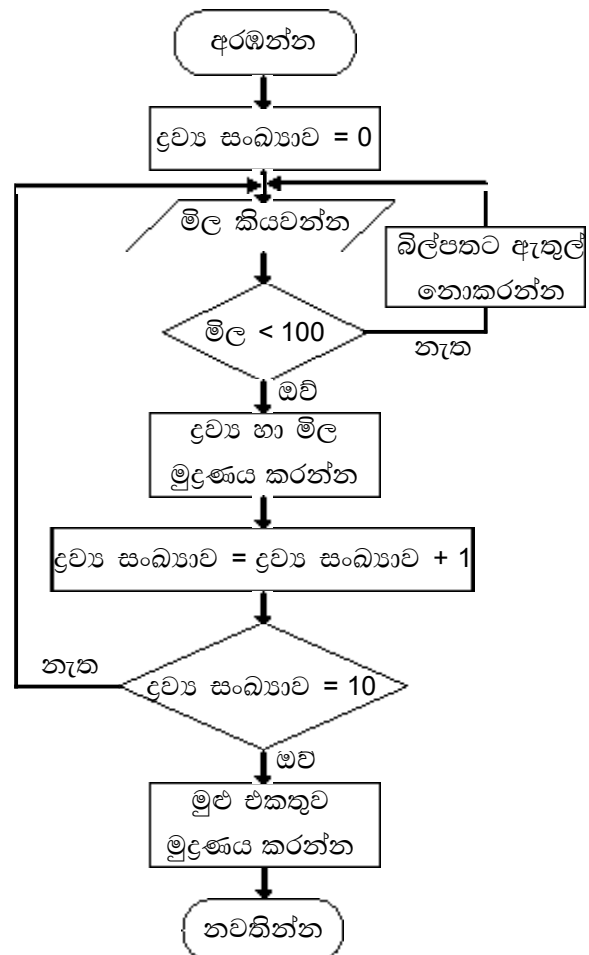 අරඹන්න
ද්‍රව්‍ය සංඛ්‍යාව = 0
මිල කියවන්න
බිල්පතට ඇතුල්
නොකරන්න
මිල < 100
නැත
ඔව්
ද්‍රව්‍ය හා මිල
මුද්‍රණය කරන්න
ද්‍රව්‍ය සංඛ්‍යාව = ද්‍රව්‍ය සංඛ්‍යාව + 1
නැත
ද්‍රව්‍ය සංඛ්‍යාව = 10
ඔව්
මුළු එකතුව
මුද්‍රණය කරන්න
නවතින්න